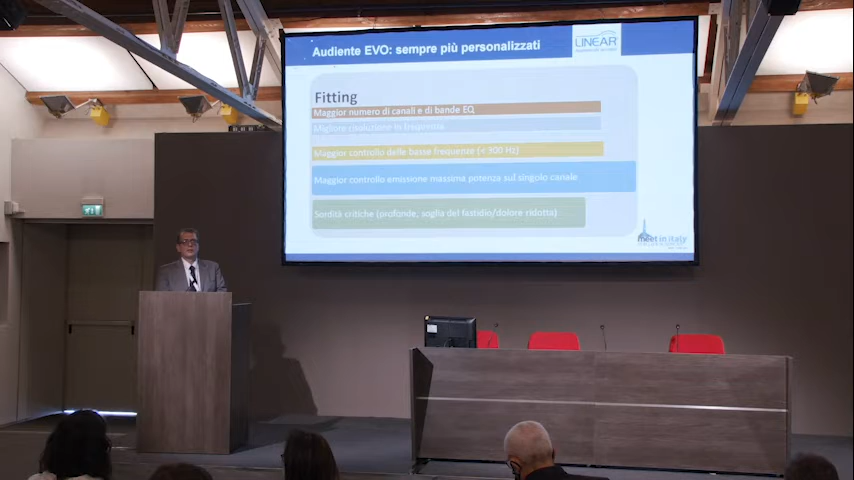 Audiente EVO: sempre più personalizzati
LINEAR
Fitting
Maggior numero di canali e di bande EQ
Migliore risoluzione in frequenza
Maggior controllo delle basse frequenze (< 300 Hz)
Maggior controllo emissione massima potenza sul singolo canale
Sordità critiche (profonde, soglia del fastidio/dolore ridotta)
meet in italy